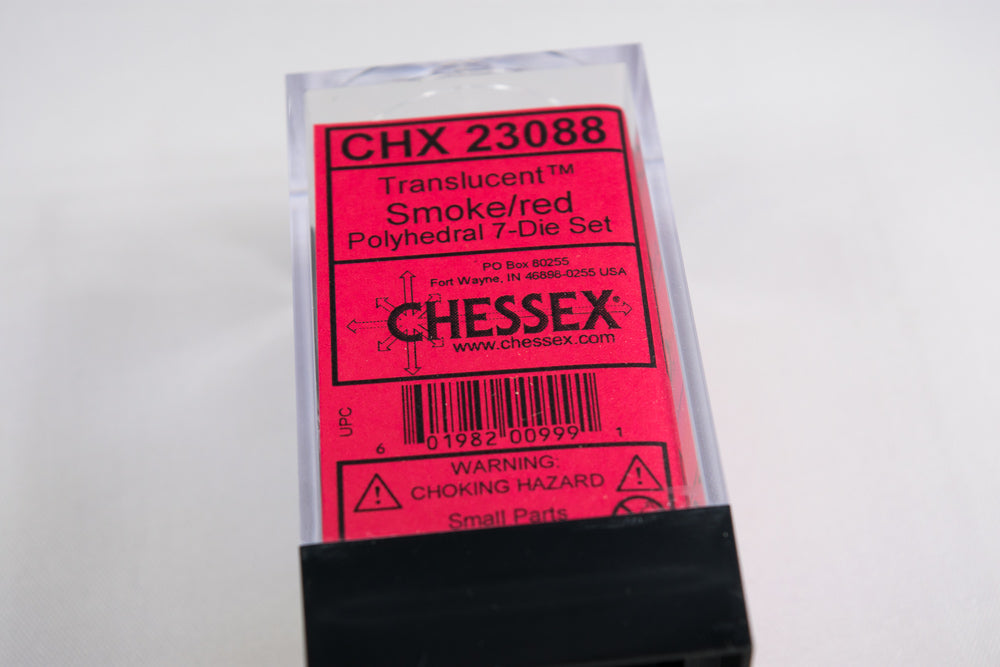 CHX 23088
Translucent™
Smoke/red
Polyhedral 7-Die Set
PO Box 80255
Fort Wayne, IN 46898-0255 USA
CHESSEX®
www.chessex.com
UPC
6 01982 00999 1
WARNING:
CHOKING HAZARD
Small Parts